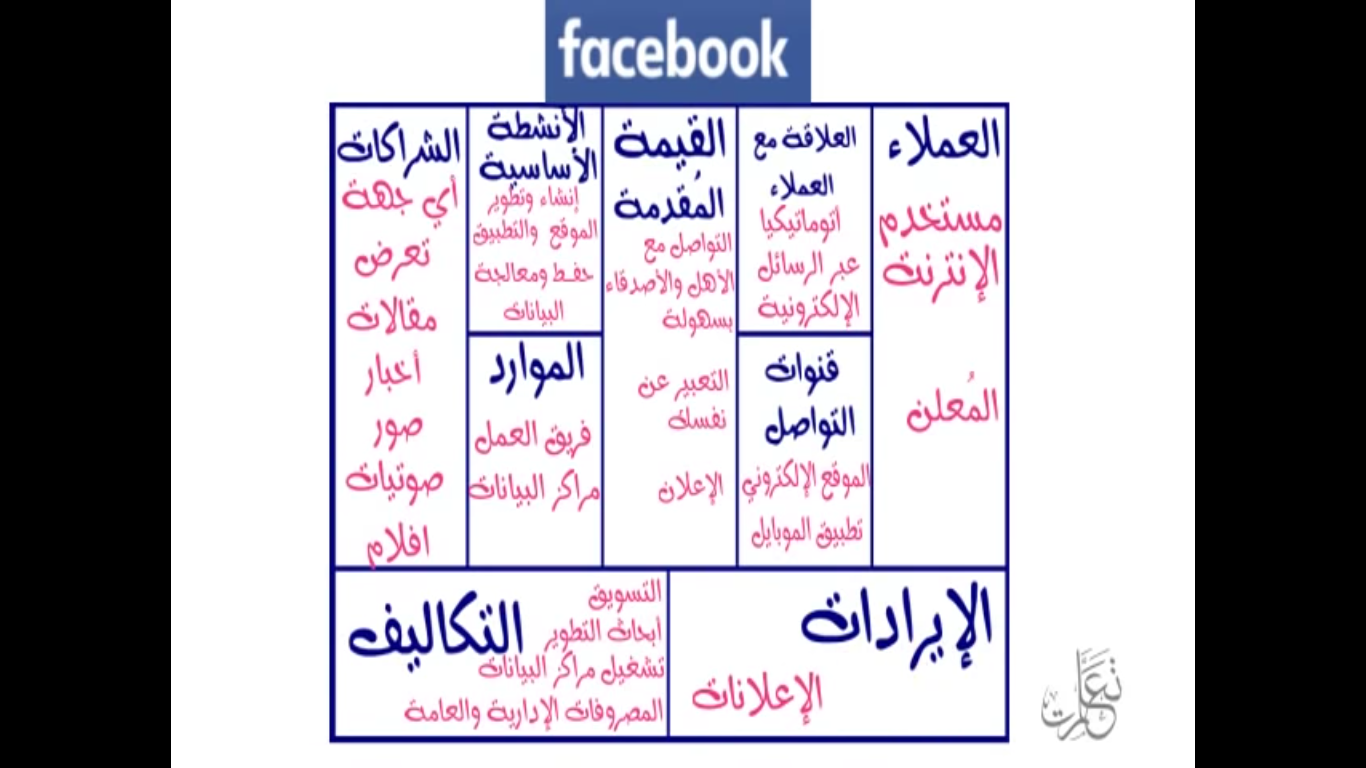 facebook
العملاء
مستخدم
الإنترنت
المُعلن
العلاقة مع
العملاء
أتوماتيكيا
عبر الرسائل
الإلكترونية
قنوات
التواصل
الموقع الإلكتروني
تطبيق الموبايل
القيمة
المُقدمة
التواصل مع
الأهل والأصدقاء
بسهولة
التعبير عن
نفسك
الإعلان
الأنشطة
الأساسية
إنشاء وتطوير
الموقع والتطبيق
حفظ ومعالجة
البيانات
الموارد
فريق العمل
مراكز البيانات
الشراكات
أي جهة
تعرض
مقالات
أخبار
صور
صوتيات
افلام
الإيرادات
الإعلانات
التكاليف
التسويق
أبحاث التطوير
تشغيل مراكز البيانات
المصروفات الإدارية والعامة